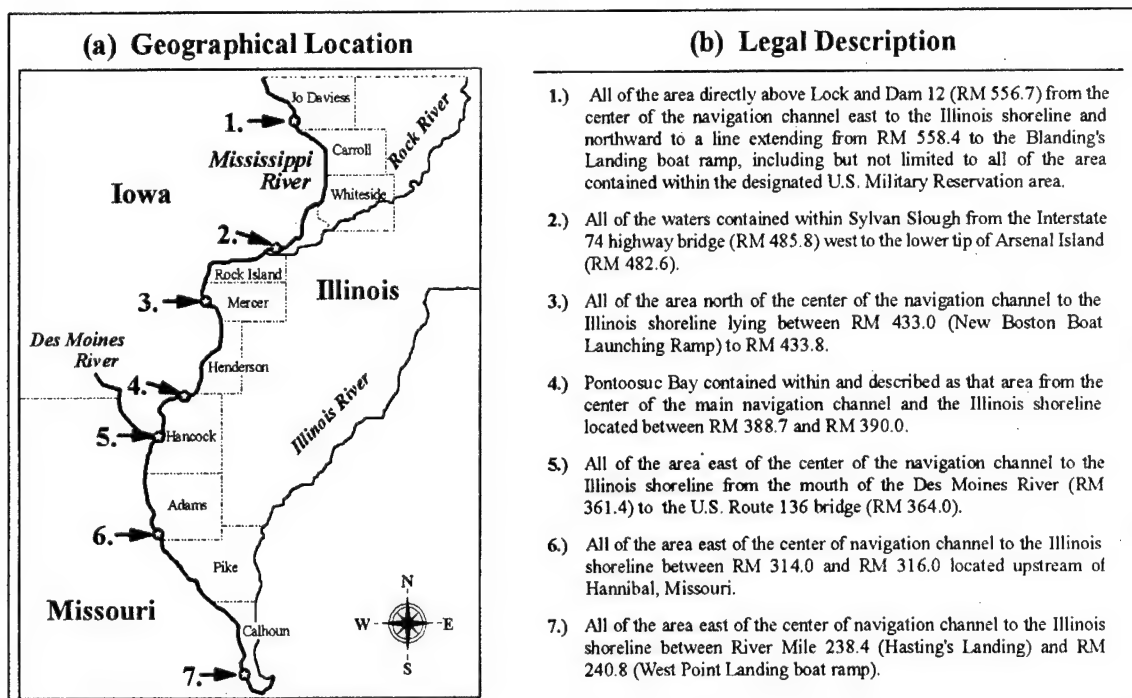 (a) Geographical Location
Jo Daviess
1.
Mississippi
River
Carroll
Rock River
Iowa
Whiteside
2.
Rock Island
Illinois
3.
Mercer
Des Moines
River
Henderson
4.
Illinois River
5.
Hancock
Adams
6.
Pike
Missouri
N
W
E
S
Calhoun
7.
(b) Legal Description
1.) All of the area directly above Lock and Dam 12 (RM 556.7) from the
center of the navigation channel east to the Illinois shoreline and
northward to a line extending from RM 558.4 to the Blanding's
Landing boat ramp, including but not limited to all of the area
contained within the designated U.S. Military Reservation area.
2.) All of the waters contained within Sylvan Slough from the Interstate
74 highway bridge (RM 485.8) west to the lower tip of Arsenal Island
(RM 482.6).
3.) All of the area north of the center of the navigation channel to the
Illinois shoreline lying between RM 433.0 (New Boston Boat
Launching Ramp) to RM 433.8.
4.) Pontoosuc Bay contained within and described as that area from the
center of the main navigation channel and the Illinois shoreline
located between RM 388.7 and RM 390.0.
5.) All of the area east of the center of the navigation channel to the
Illinois shoreline from the mouth of the Des Moines River (RM
361.4) to the U.S. Route 136 bridge (RM 364.0).
6.) All of the area east of the center of navigation channel to the Illinois
shoreline between RM 314.0 and RM 316.0 located upstream of
Hannibal, Missouri.
7.) All of the area east of the center of navigation channel to the Illinois
shoreline between River Mile 238.4 (Hasting's Landing) and RM
240.8 (West Point Landing boat ramp).